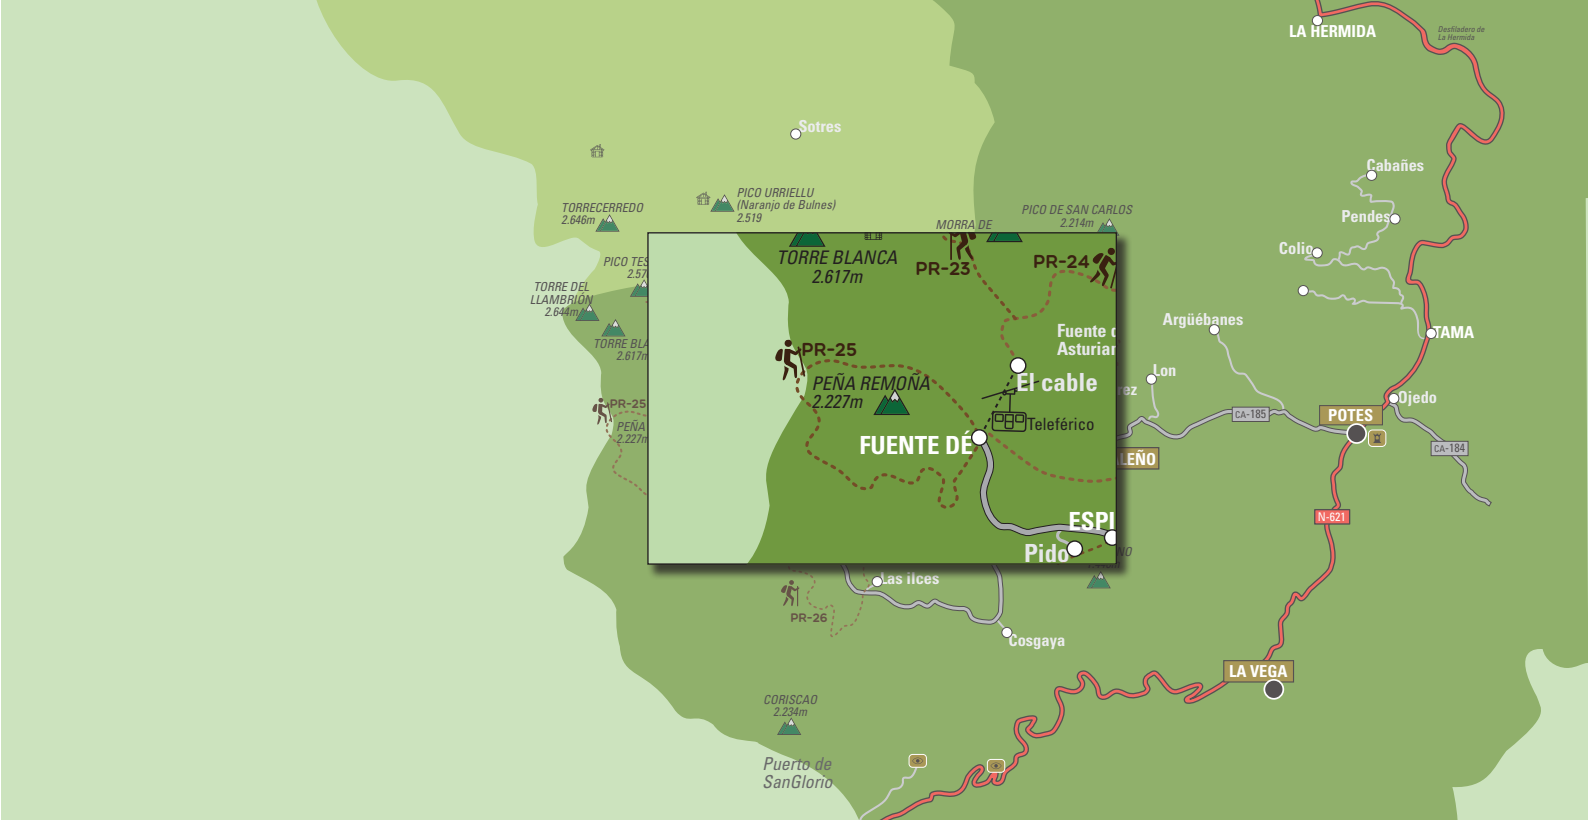 LA HERMIDA
Desfiladero de
La Hermida
Sotres
Cabañes
PICO URRIELLU
(Naranjo de Bulnes)
2.519
TORRECERREDO
2.646m
PICO DE SAN CARLOS
2.214m
MORRA DE
Pendes
Colio
PICO TES
2.57
TORRE DEL
LLAMBRIÓN
2.644m
TORRE BLA
2.617m
TORRE BLANCA
2.617m
PR-23
PR-24
Fuente d
Asturian
PR-25
PEÑA REMOÑA
2.227m
El cable
Teleférico
FUENTE DÉ
ESPI
Pido
Argüébanes
TAMA
Lon
rez
Ojedo
CA-185
POTES
CA-184
LEÑO
PR-25
PEÑA
2.227m
N-621
NO
Las ilces
PR-26
Cosgaya
LA VEGA
CORISCAO
2.234m
Puerto de
SanGlorio